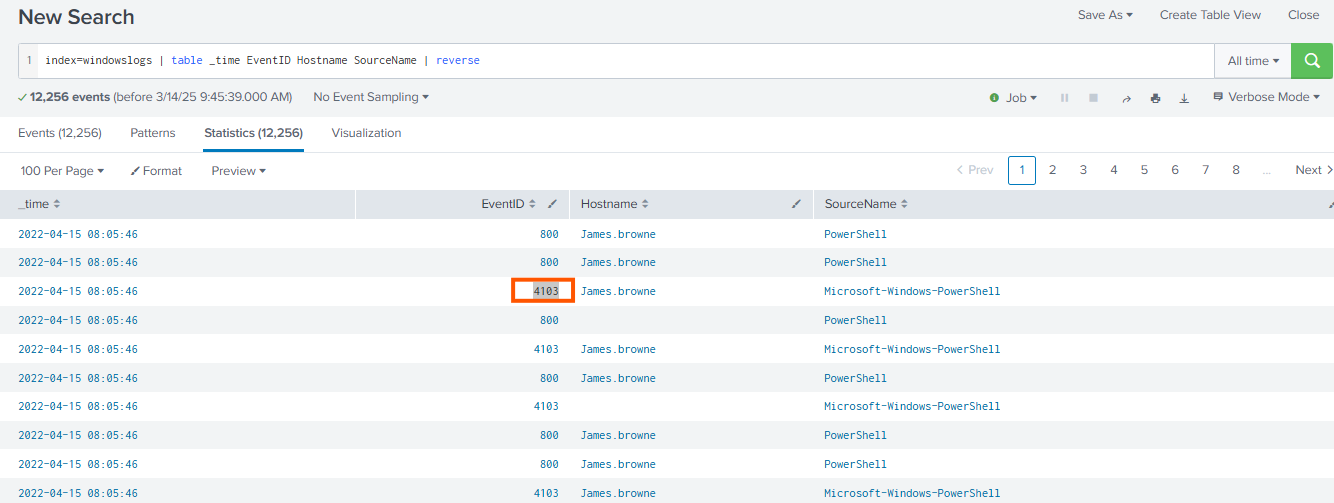 New Search
Save As Create Table View Close
1 index=windowslogs | table _time EventID Hostname SourceName | reverse
All time
12,256 events (before 3/14/25 9:45:39.000 AM) No Event Sampling
Job Verbose Mode
Events (12,256) Patterns Statistics (12,256) Visualization
100 Per Page Format Preview
< Prev 1 2 3 4 5 6 7 8 ... Next >
_time EventID Hostname SourceName
2022-04-15 08:05:46 800 James.browne PowerShell
2022-04-15 08:05:46 800 James.browne PowerShell
2022-04-15 08:05:46 4103 James.browne Microsoft-Windows-PowerShell
2022-04-15 08:05:46 800 PowerShell
2022-04-15 08:05:46 4103 James.browne Microsoft-Windows-PowerShell
2022-04-15 08:05:46 800 James.browne PowerShell
2022-04-15 08:05:46 4103 Microsoft-Windows-PowerShell
2022-04-15 08:05:46 800 James.browne PowerShell
2022-04-15 08:05:46 800 James.browne PowerShell
2022-04-15 08:05:46 4103 James.browne Microsoft-Windows-PowerShell